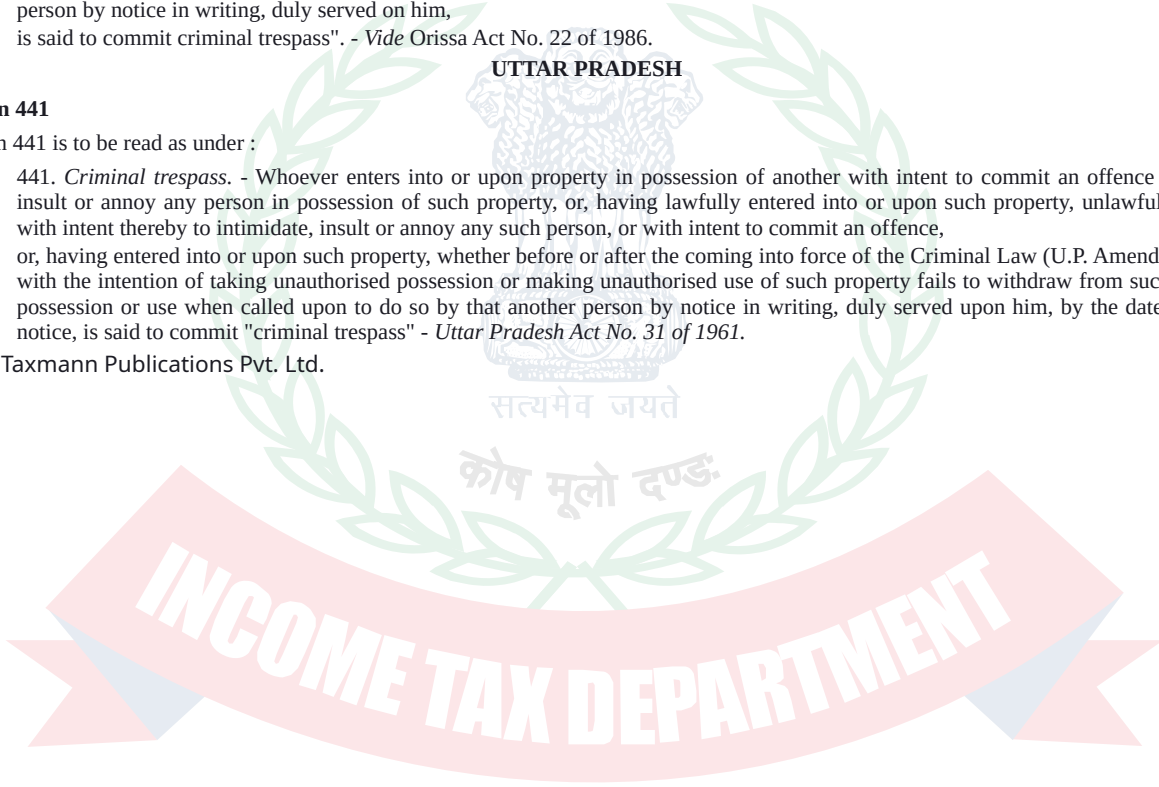 person by notice in writing, duly served on him,
is said to commit criminal trespass". - Vide Orissa Act No. 22 of 1986.
UTTAR PRADESH
n 441
n 441 is to be read as under :
441. Criminal trespass. - Whoever enters into or upon property in possession of another with intent to commit an offence
insult or annoy any person in possession of such property, or, having lawfully entered into or upon such property, unlawful
with intent thereby to intimidate, insult or annoy any such person, or with intent to commit an offence,
or, having entered into or upon such property, whether before or after the coming into force of the Criminal Law (U.P. Amend
with the intention of taking unauthorised possession or making unauthorised use of such property fails to withdraw from suc
possession or use when called upon to do so by that another person by notice in writing, duly served upon him, by the date
notice, is said to commit "criminal trespass" - Uttar Pradesh Act No. 31 of 1961.
Taxmann Publications Pvt. Ltd.
सत्यमेव जयते
कोष मूलो दण्डः
INCOME TAX DEPARTMENT